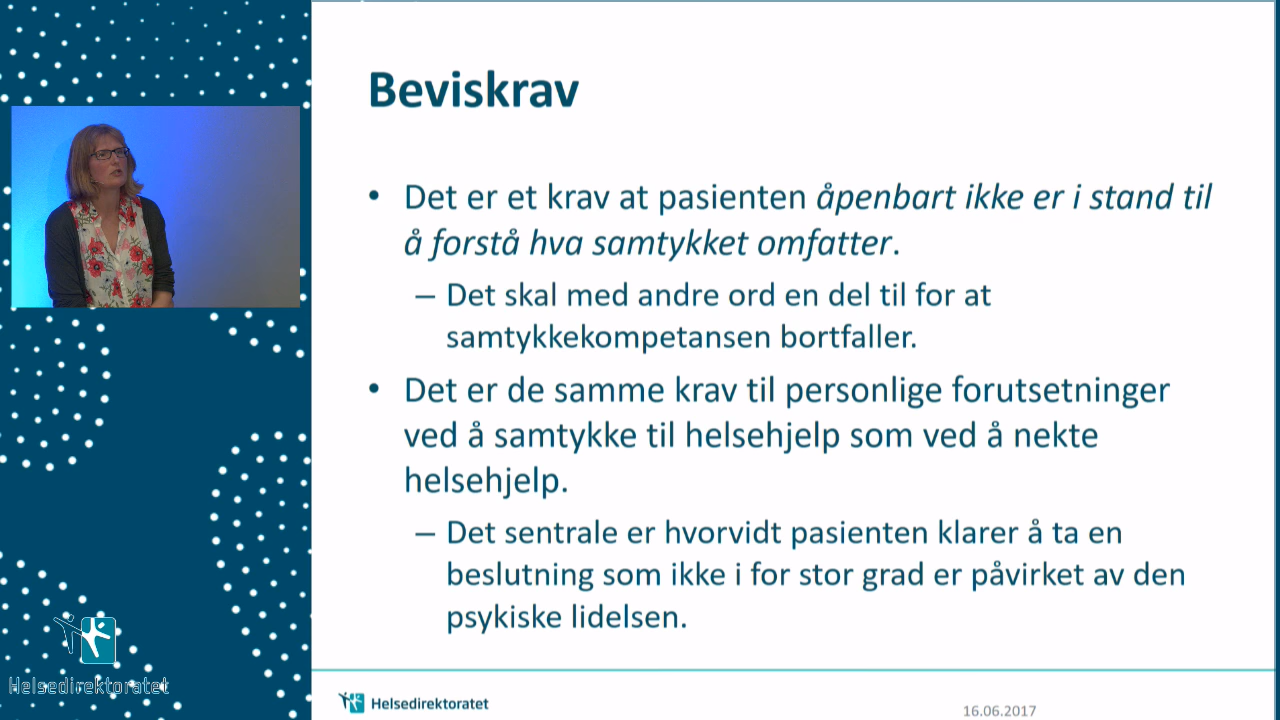 Beviskrav
• Det er et krav at pasienten åpenbart ikke er i stand til
å forstå hva samtykket omfatter.
– Det skal med andre ord en del til for at
samtykkekompetansen bortfaller.
• Det er de samme krav til personlige forutsetninger
ved å samtykke til helsehjelp som ved å nekte
helsehjelp.
– Det sentrale er hvorvidt pasienten klarer å ta en
beslutning som ikke i for stor grad er påvirket av den
psykiske lidelsen.
Helsedirektoratet
Helsedirektoratet
16.06.2017